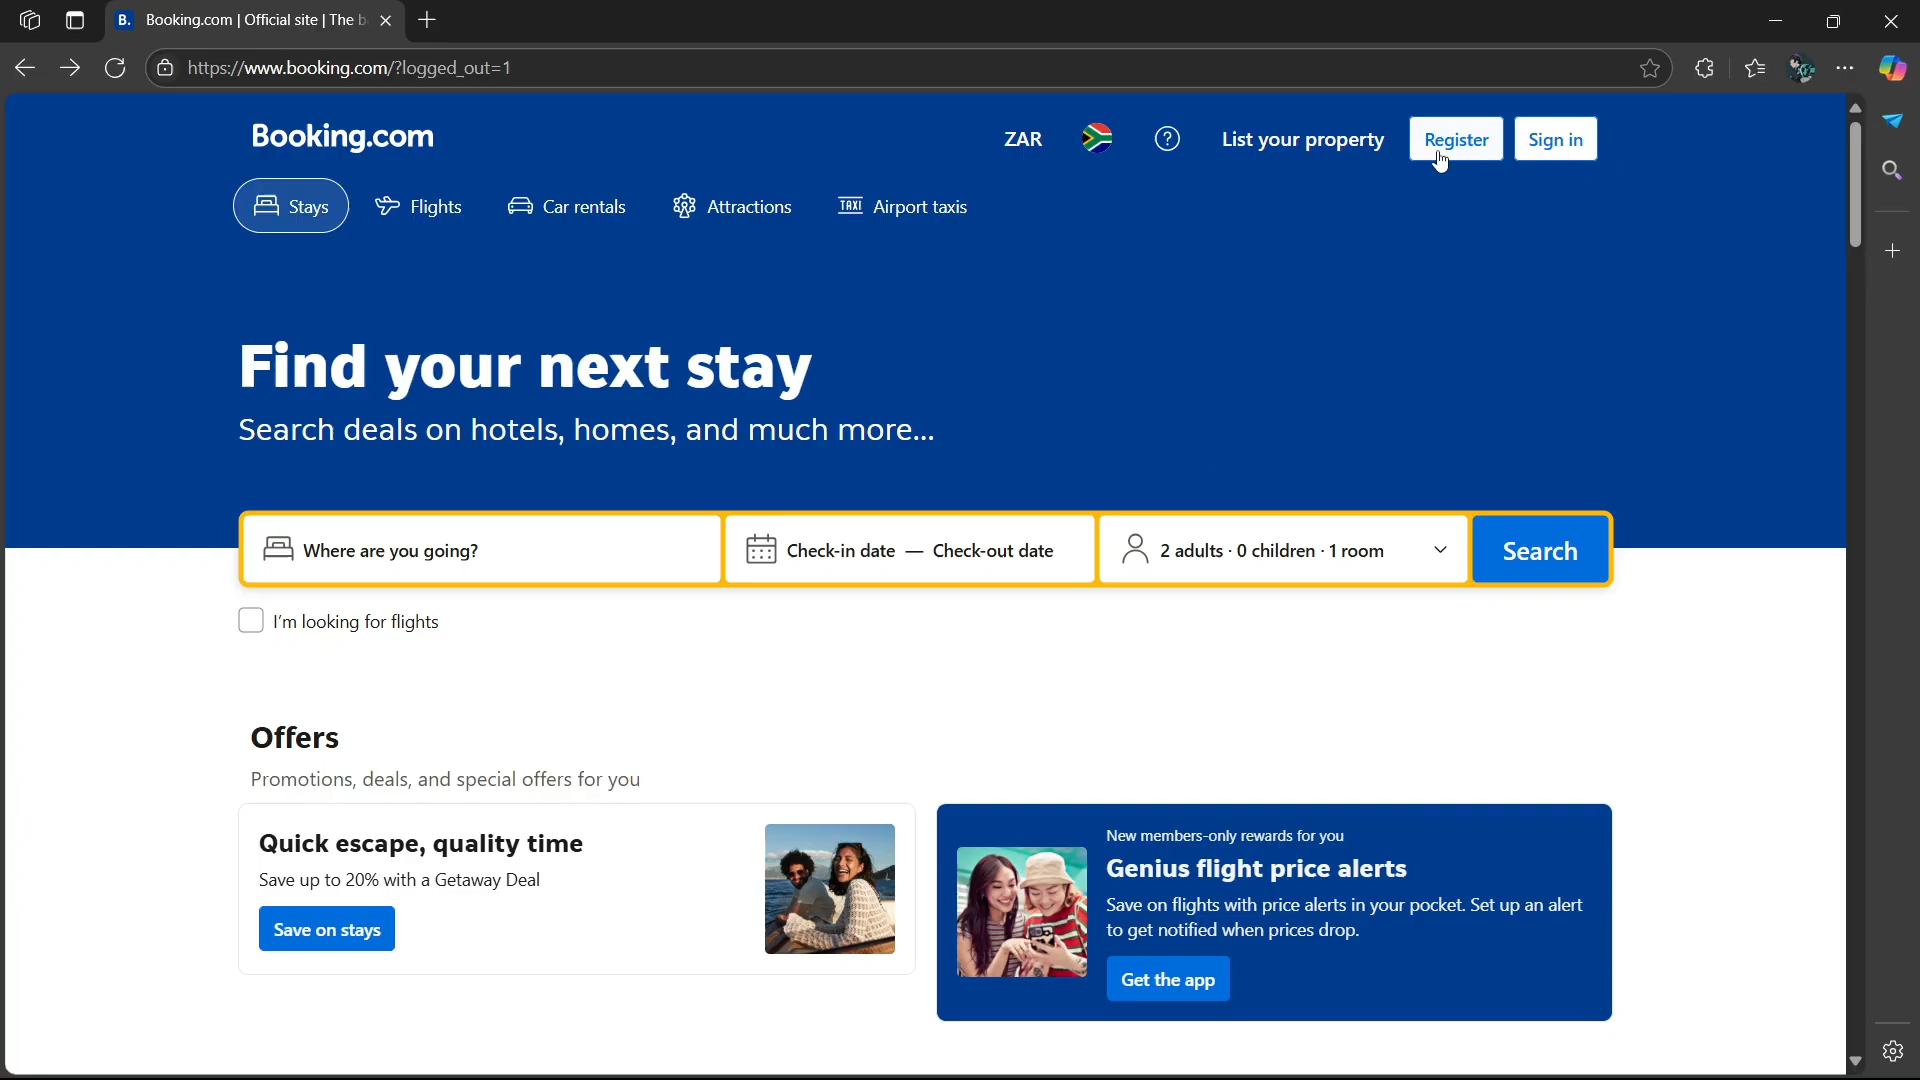 Booking.com | Official site | The b
https://www.booking.com/?logged_out=1
Booking.com
ZAR
List your property
Register
Sign in
Stays
Flights
Car rentals
Attractions
TAXI
Airport taxis
Find your next stay
Search deals on hotels, homes, and much more...
Where are you going?
Check-in date — Check-out date
2 adults · 0 children · 1 room
Search
I'm looking for flights
Offers
Promotions, deals, and special offers for you
Quick escape, quality time
Save up to 20% with a Getaway Deal
Save on stays
New members-only rewards for you
Genius flight price alerts
Save on flights with price alerts in your pocket. Set up an alert
to get notified when prices drop.
Get the app